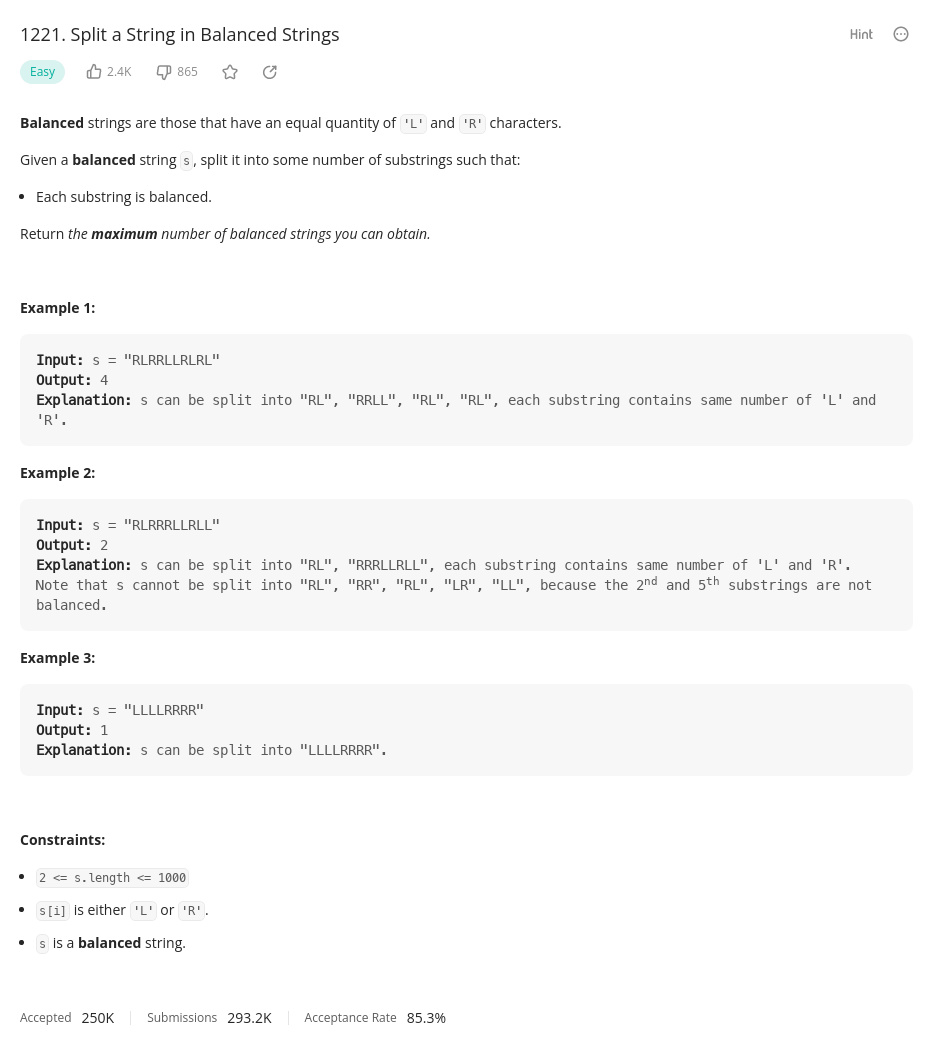 1221. Split a String in Balanced Strings
Hint
Easy 2.4K 865
Balanced strings are those that have an equal quantity of 'L' and 'R' characters.
Given a balanced string s, split it into some number of substrings such that:
• Each substring is balanced.
Return the maximum number of balanced strings you can obtain.
Example 1:
Input: s = "RLRRLLRLRL"
Output: 4
Explanation: s can be split into "RL", "RRLL", "RL", "RL", each substring contains same number of 'L' and
'R'.
Example 2:
Input: s = "RLRRRLLRLL"
Output: 2
Explanation: s can be split into "RL", "RRRLLRLL", each substring contains same number of 'L' and 'R'.
Note that s cannot be split into "RL", "RR", "RL", "LR", "LL", because the 2nd and 5th substrings are not
balanced.
Example 3:
Input: s = "LLLLRRRR"
Output: 1
Explanation: s can be split into "LLLLRRRR".
Constraints:
• 2 <= s.length <= 1000
• s[i] is either 'L' or 'R'.
• s is a balanced string.
Accepted 250K Submissions 293.2K Acceptance Rate 85.3%